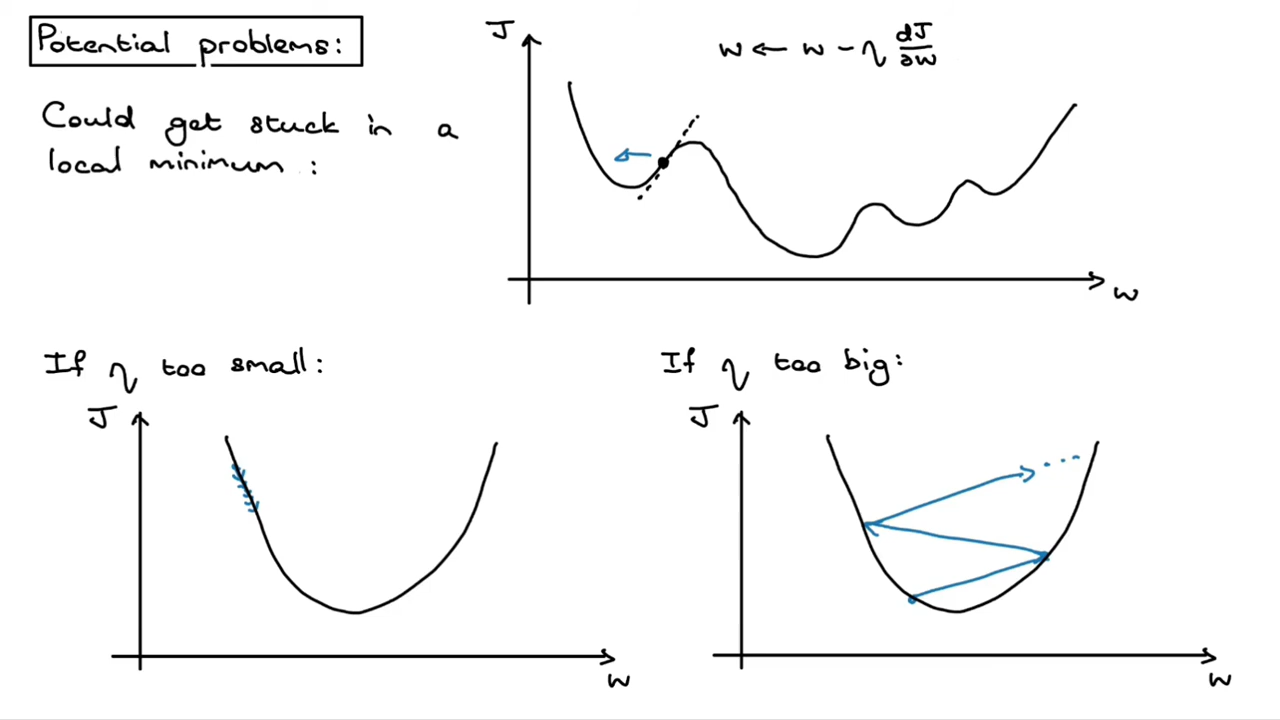 Potential problems:
J
w ← w - η dJ/∂w
Could get stuck in a
local minimum :
w
If η too small:
If η too big:
J
J
w
w